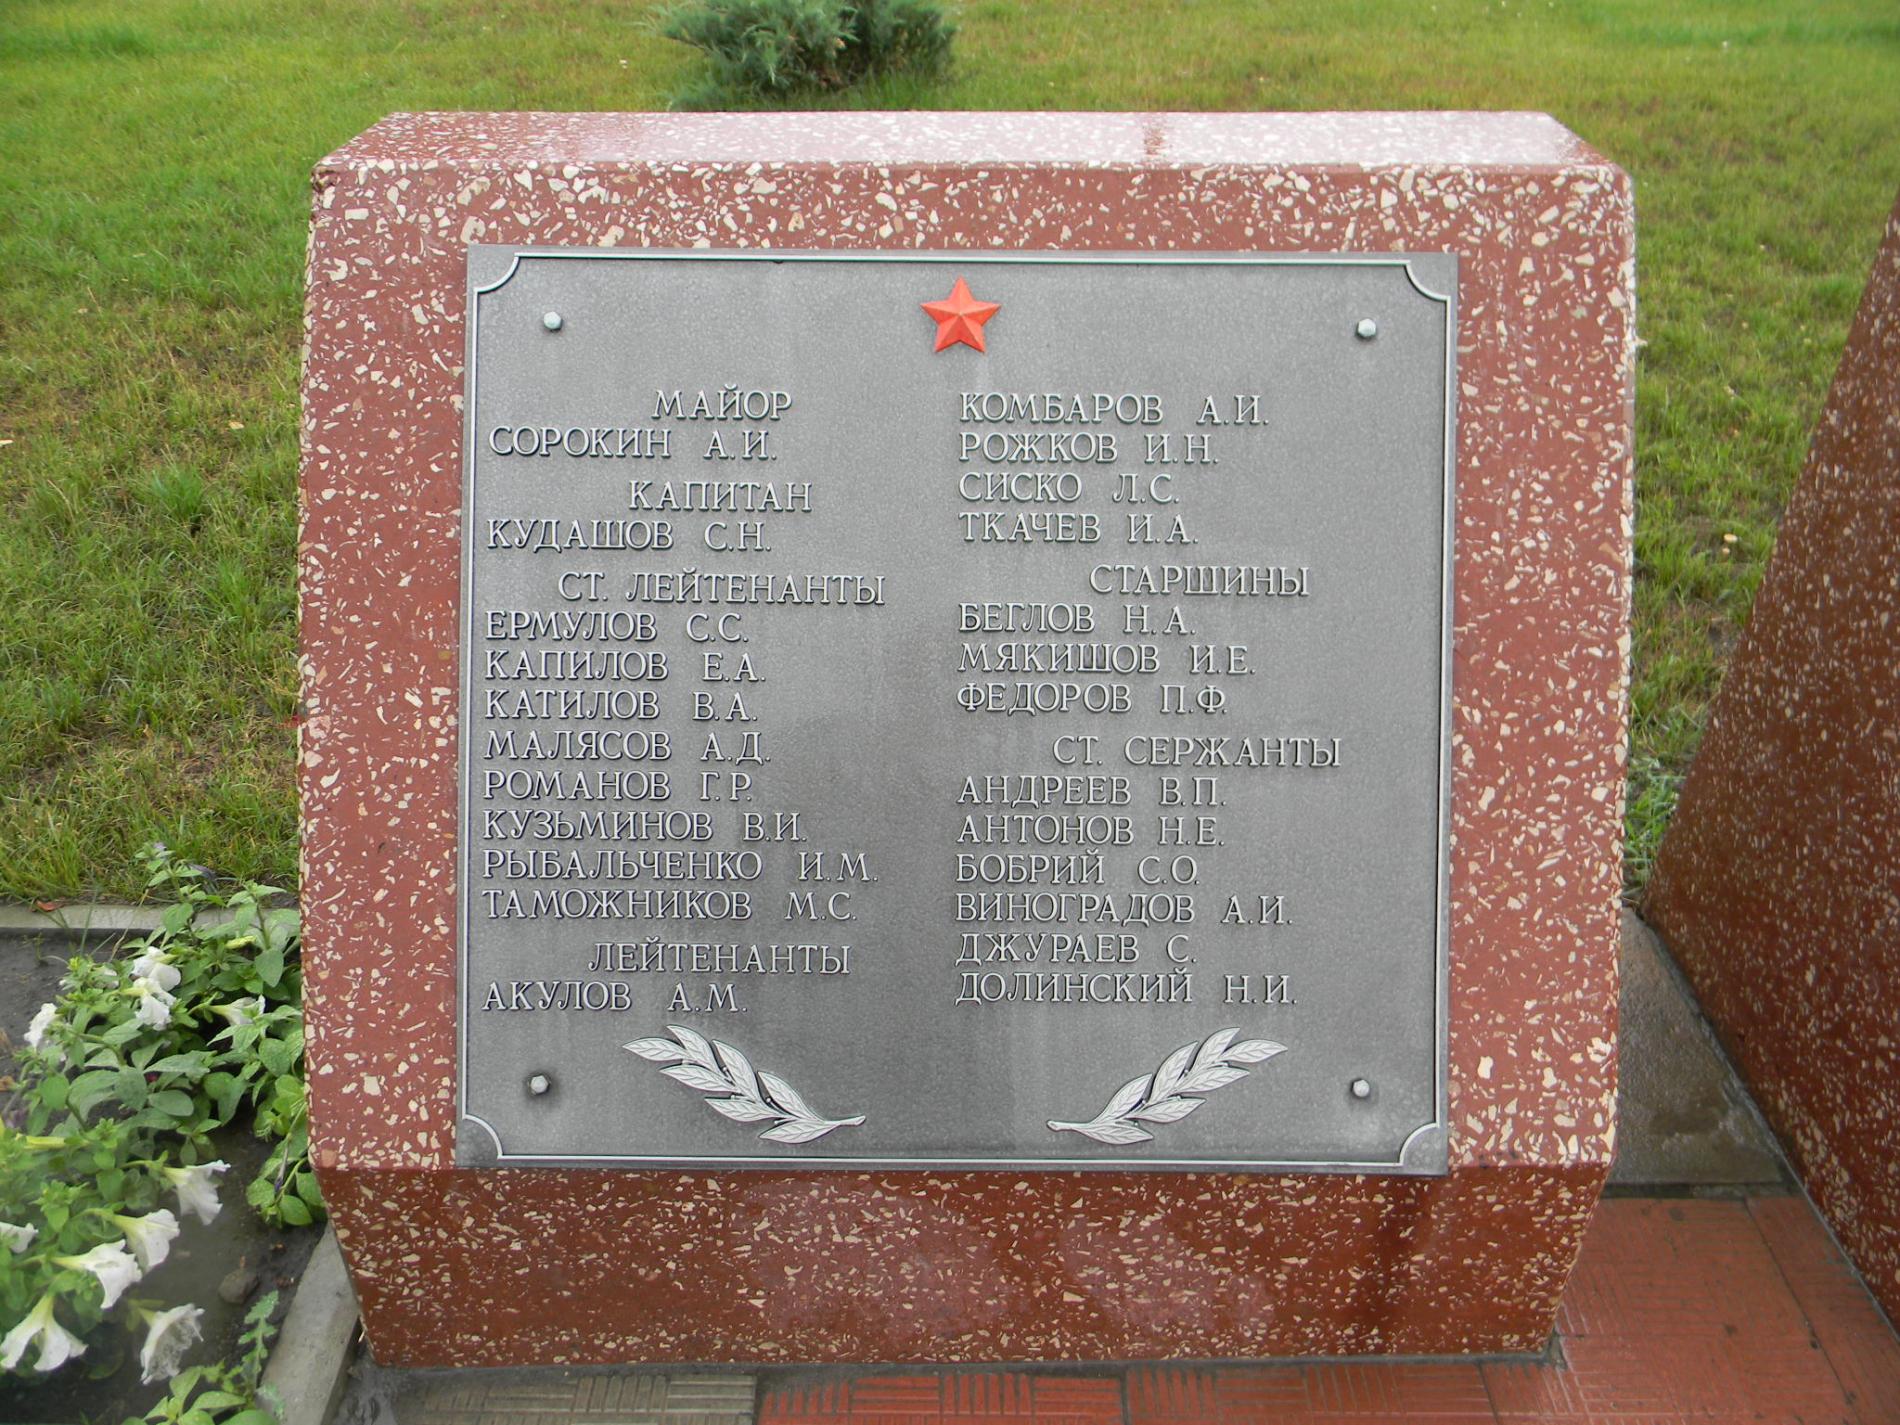 МАЙОР
СОРОКИН А.И.
КАПИТАН
КУДАШОВ С.Н.
СТ. ЛЕЙТЕНАНТЫ
ЕРМУЛОВ С.С.
КАПИЛОВ Е.А.
КАТИЛОВ В.А.
МАЛЯСОВ А.Д.
РОМАНОВ Г.Р.
КУЗЬМИНОВ В.И.
РЫБАЛЬЧЕНКО И.М.
ТАМОЖНИКОВ М.С.
ЛЕЙТЕНАНТЫ
АКУЛОВ А.М.
КОМБАРОВ А.И.
РОЖКОВ И.Н.
СИСКО Л.С.
ТКАЧЕВ И.А.
СТАРШИНЫ
БЕГЛОВ Н.А.
МЯКИШОВ И.Е.
ФЕДОРОВ П.Ф.
СТ. СЕРЖАНТЫ
АНДРЕЕВ В.П.
АНТОНОВ Н.Е.
БОБРИЙ С.О.
ВИНОГРАДОВ А.И.
ДЖУРАЕВ С.
ДОЛИНСКИЙ Н.И.